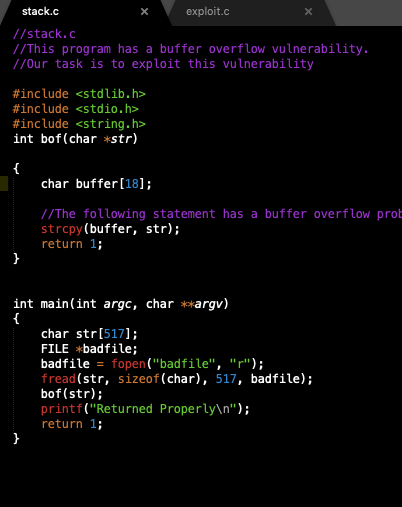 stack.c × exploit.c ×
//stack.c
//This program has a buffer overflow vulnerability.
//Our task is to exploit this vulnerability
#include <stdlib.h>
#include <stdio.h>
#include <string.h>
int bof(char *str)
{
char buffer[18];
//The following statement has a buffer overflow prob
strcpy(buffer, str);
return 1;
}
int main(int argc, char **argv)
{
char str[517];
FILE *badfile;
badfile = fopen("badfile", "r");
fread(str, sizeof(char), 517, badfile);
bof(str);
printf("Returned Properly\n");
return 1;
}